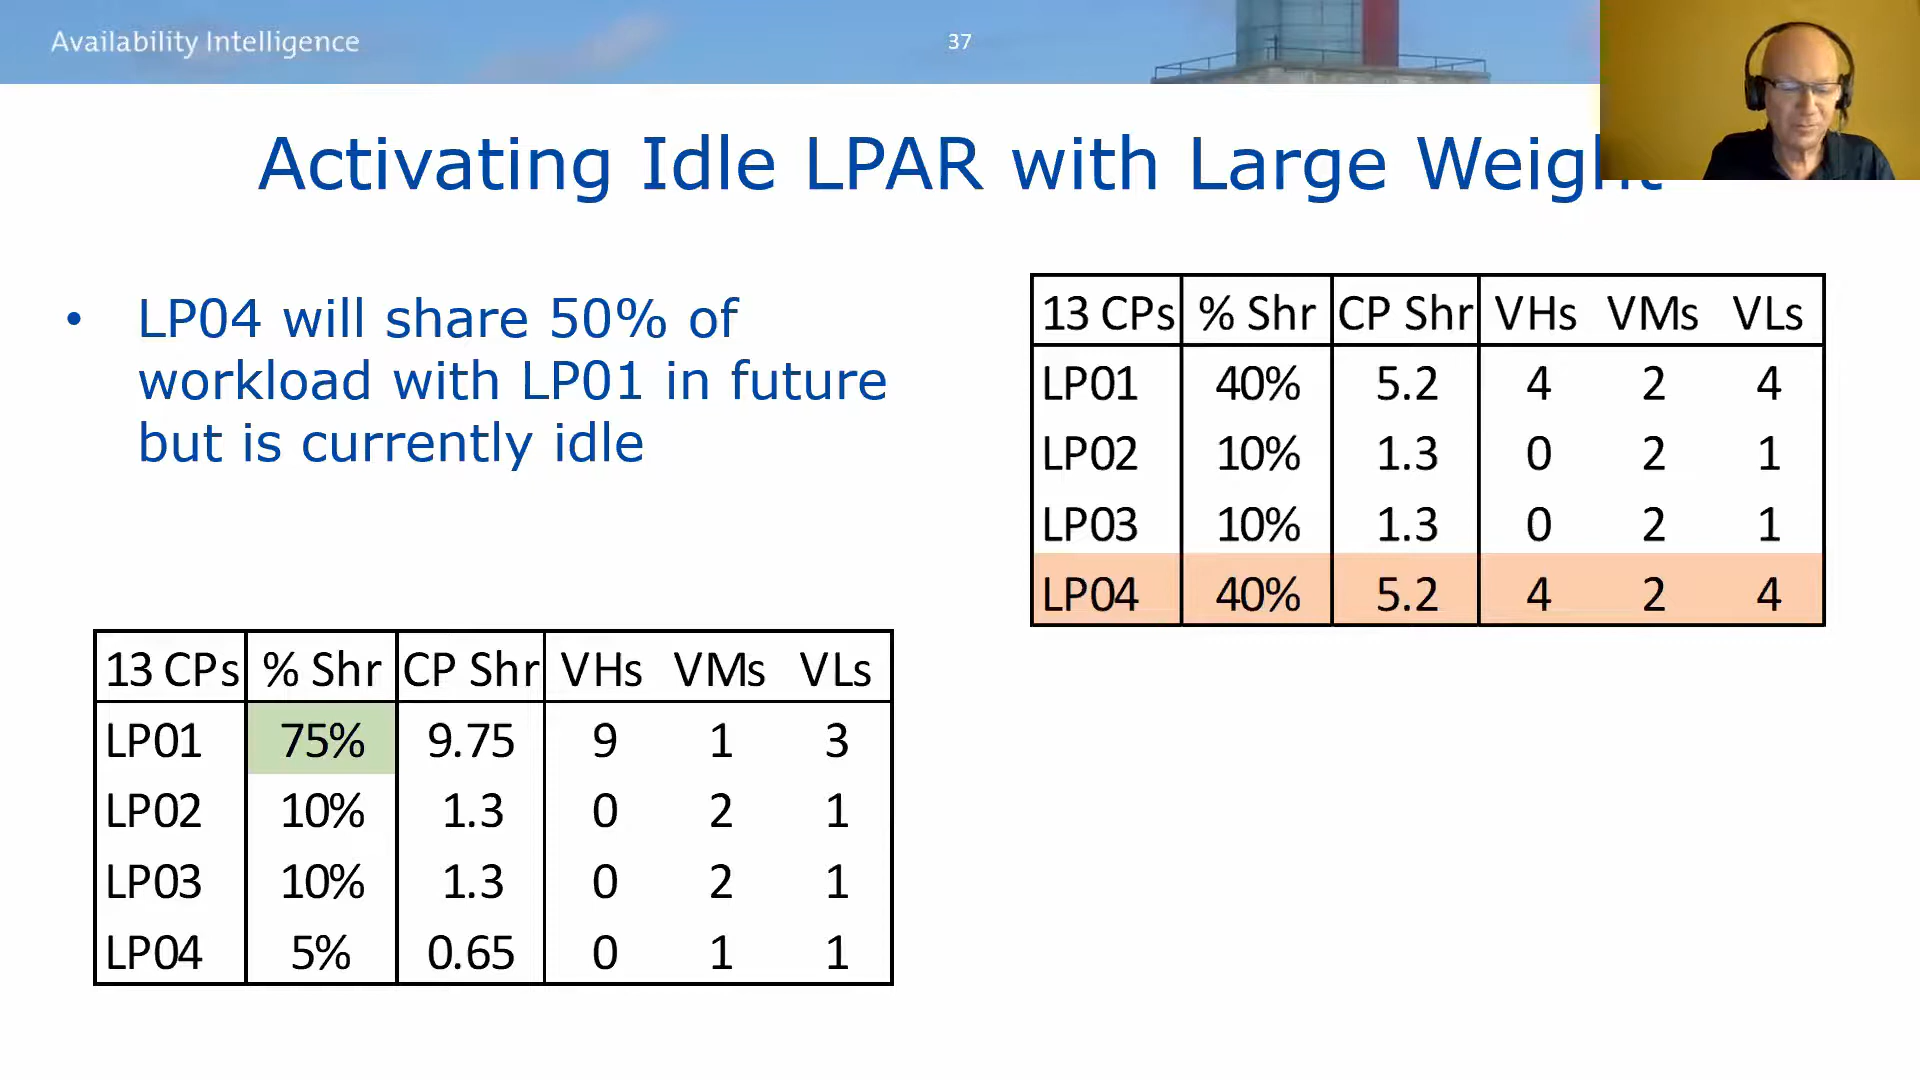 Availability Intelligence
37
Activating Idle LPAR with Large Weight
• LP04 will share 50% of
workload with LP01 in future
but is currently idle
13 CPs % Shr CP Shr VHs VMs VLs
LP01 40% 5.2 4 2 4
LP02 10% 1.3 0 2 1
LP03 10% 1.3 0 2 1
LP04 40% 5.2 4 2 4
13 CPs % Shr CP Shr VHs VMs VLs
LP01 75% 9.75 9 1 3
LP02 10% 1.3 0 2 1
LP03 10% 1.3 0 2 1
LP04 5% 0.65 0 1 1